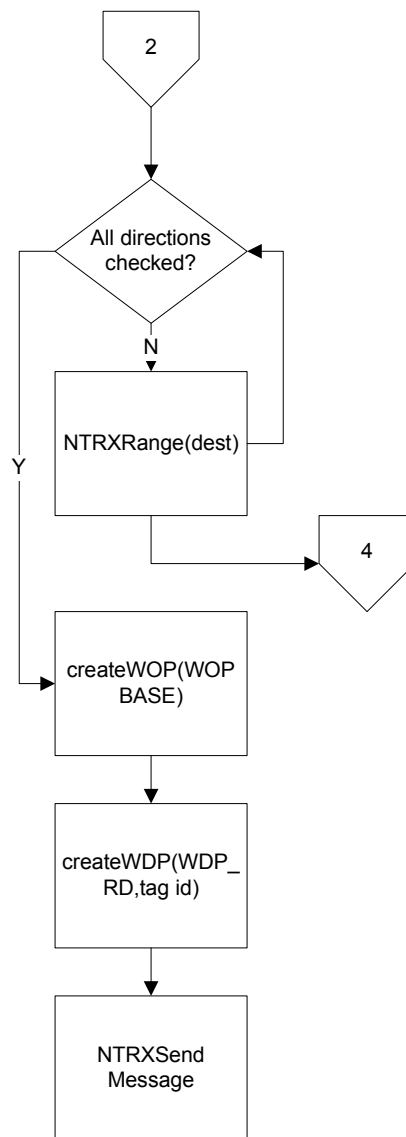 2
All directions
checked?
N
NTRXRange(dest)
Y
4
createWOP(WOP
BASE)
createWDP(WDP_
RD,tag id)
NTRXSend
Message